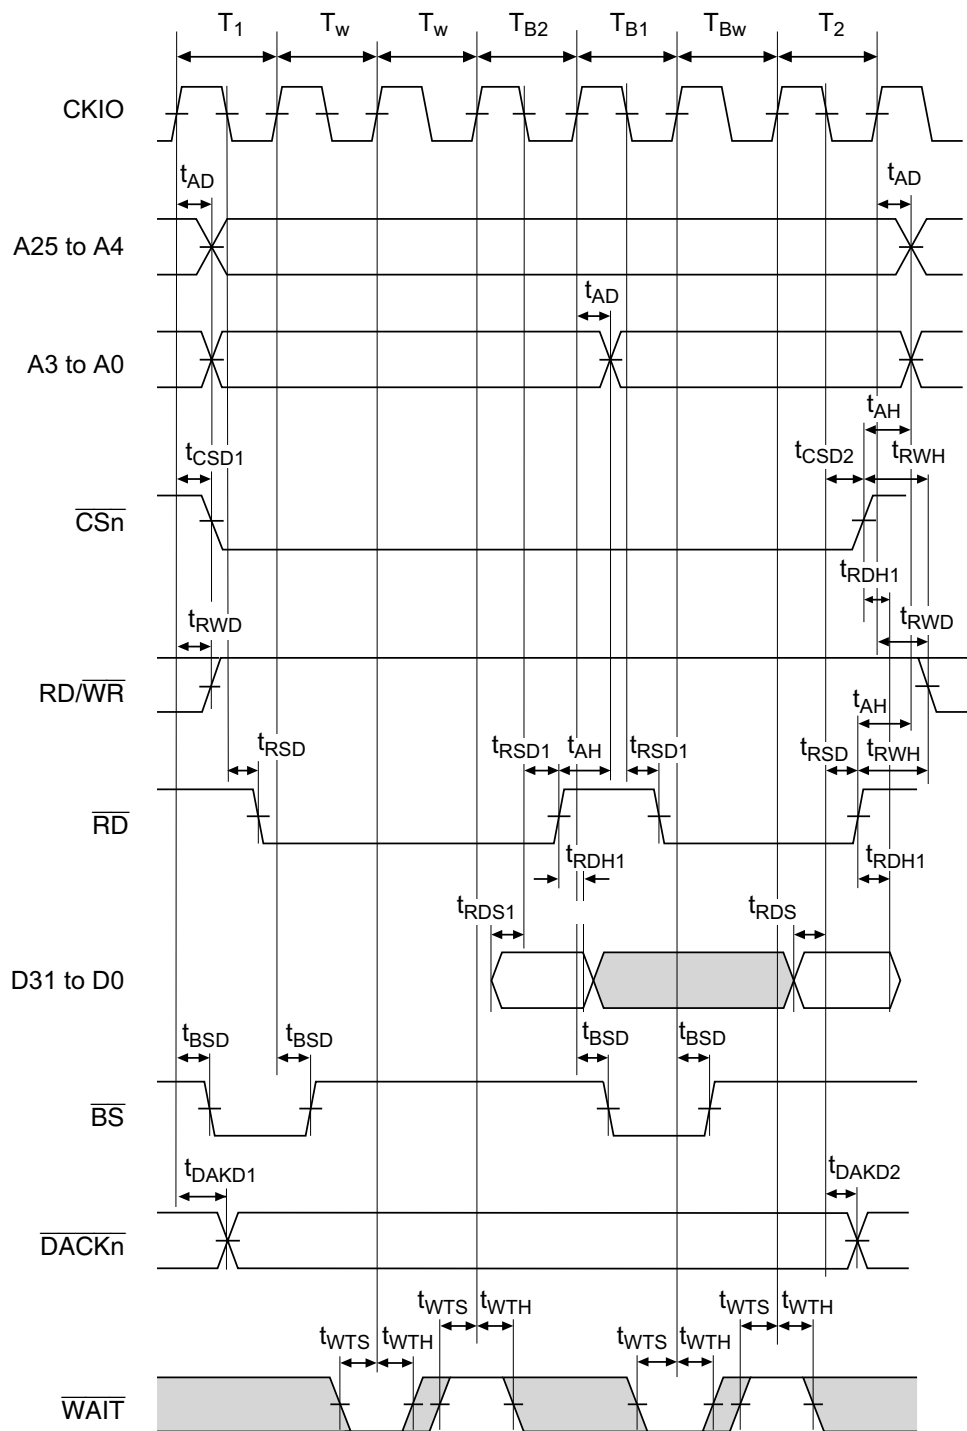 T1 Tw Tw TB2 TB1 TBw T2
CKIO
tAD tAD
A25 to A4
tAD
A3 to A0
tAH
tCSD1 tCSD2 tRWH
CSn
tRDH1
tRWD tRWD
RD/WR
tAH
tRSD tRSD1 tAH tRSD1 tRSD tRWH
RD
tRDH1 tRDH1
tRDS1 tRDS
D31 to D0
tBSD tBSD tBSD tBSD
BS
tDAKD1 tDAKD2
DACKn
tWTS tWTH tWTS tWTH
tWTS tWTH tWTS tWTH
WAIT